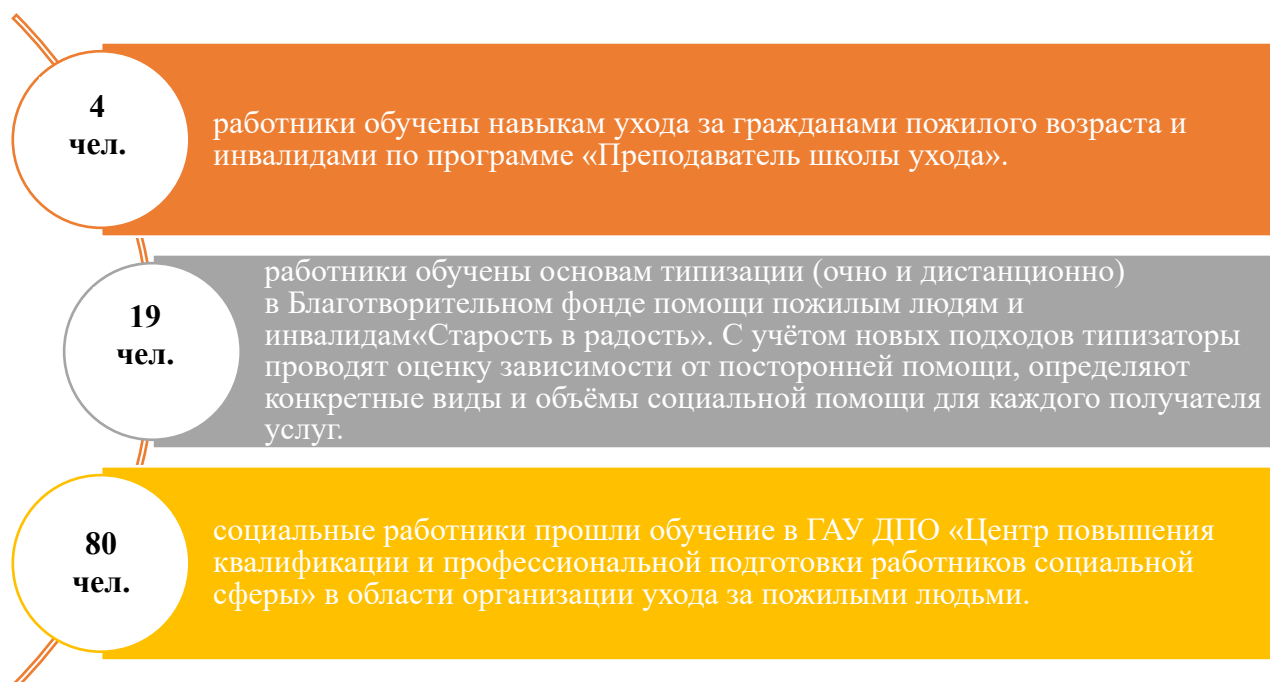 4
чел.
работники обучены навыкам ухода за гражданами пожилого возраста и
инвалидами по программе «Преподаватель школы ухода».
19
чел.
работники обучены основам типизации (очно и дистанционно)
в Благотворительном фонде помощи пожилым людям и
инвалидам«Старость в радость». С учётом новых подходов типизаторы
проводят оценку зависимости от посторонней помощи, определяют
конкретные виды и объёмы социальной помощи для каждого получателя
услуг.
80
чел.
социальные работники прошли обучение в ГАУ ДПО «Центр повышения
квалификации и профессиональной подготовки работников социальной
сферы» в области организации ухода за пожилыми людьми.